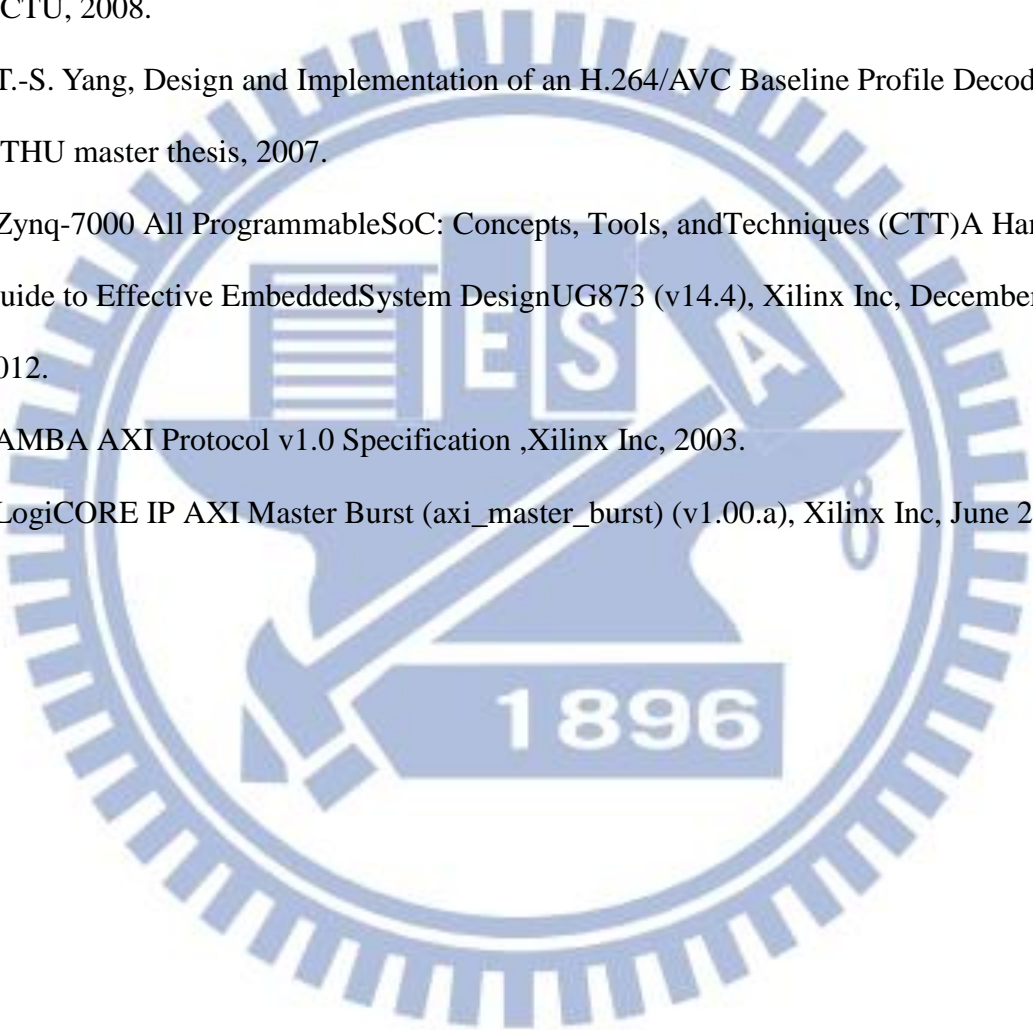 CTU, 2008.
T.-S. Yang, Design and Implementation of an H.264/AVC Baseline Profile Decod
THU master thesis, 2007.
Zynq-7000 All ProgrammableSoC: Concepts, Tools, andTechniques (CTT)A Han
uide to Effective EmbeddedSystem DesignUG873 (v14.4), Xilinx Inc, December
012.
AMBA AXI Protocol v1.0 Specification ,Xilinx Inc, 2003.
LogiCORE IP AXI Master Burst (axi_master_burst) (v1.00.a), Xilinx Inc, June 2
E S A
1896